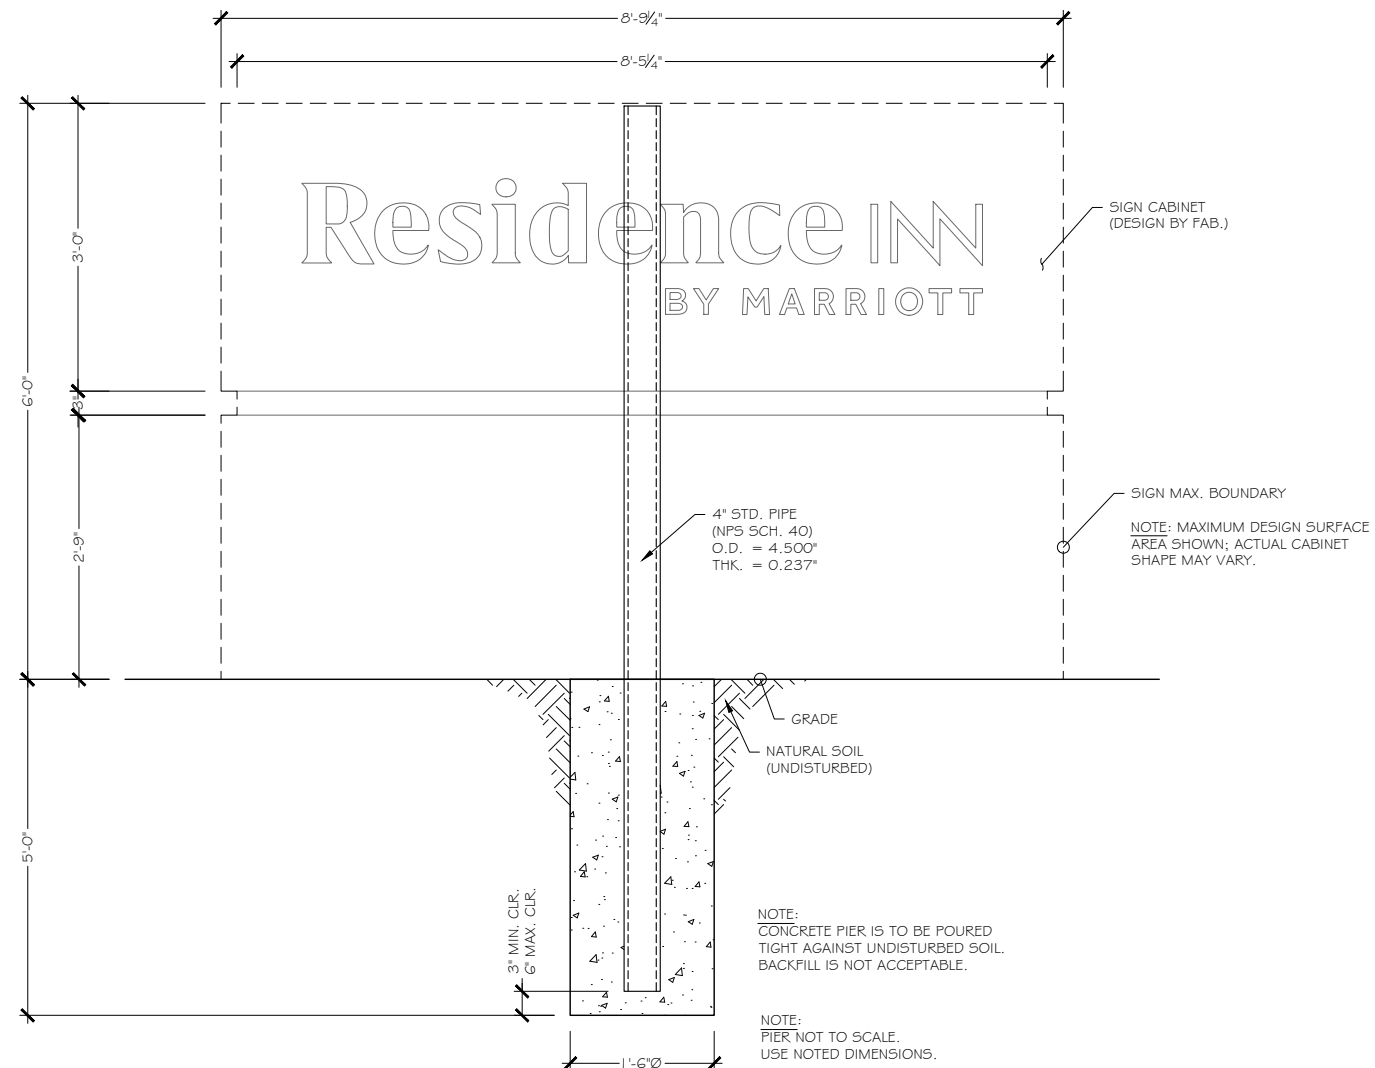 8'-9¼"
8'-5¼"
3'-0"
6'-0"
3"
2'-9"
5'-0"
Residence INN
BY MARRIOTT
SIGN CABINET
(DESIGN BY FAB.)
4" STD. PIPE
(NPS SCH. 40)
O.D. = 4.500"
THK. = 0.237"
SIGN MAX. BOUNDARY
NOTE: MAXIMUM DESIGN SURFACE
AREA SHOWN; ACTUAL CABINET
SHAPE MAY VARY.
GRADE
NATURAL SOIL
(UNDISTURBED)
3" MIN. CLR.
6" MAX. CLR.
NOTE:
CONCRETE PIER IS TO BE POURED
TIGHT AGAINST UNDISTURBED SOIL.
BACKFILL IS NOT ACCEPTABLE.
NOTE:
PIER NOT TO SCALE.
USE NOTED DIMENSIONS.
1'-6"Ø